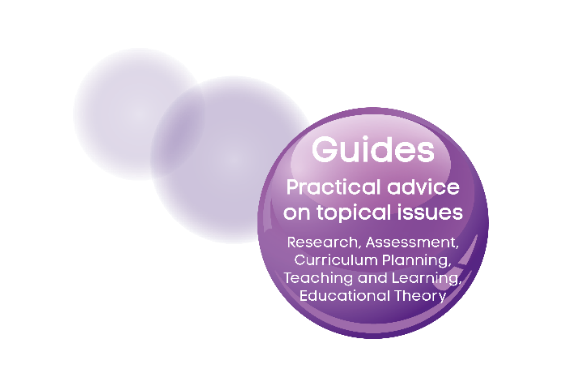 Guides
Practical advice
on topical issues
Research, Assessment,
Curriculum Planning,
Teaching and Learning,
Educational Theory